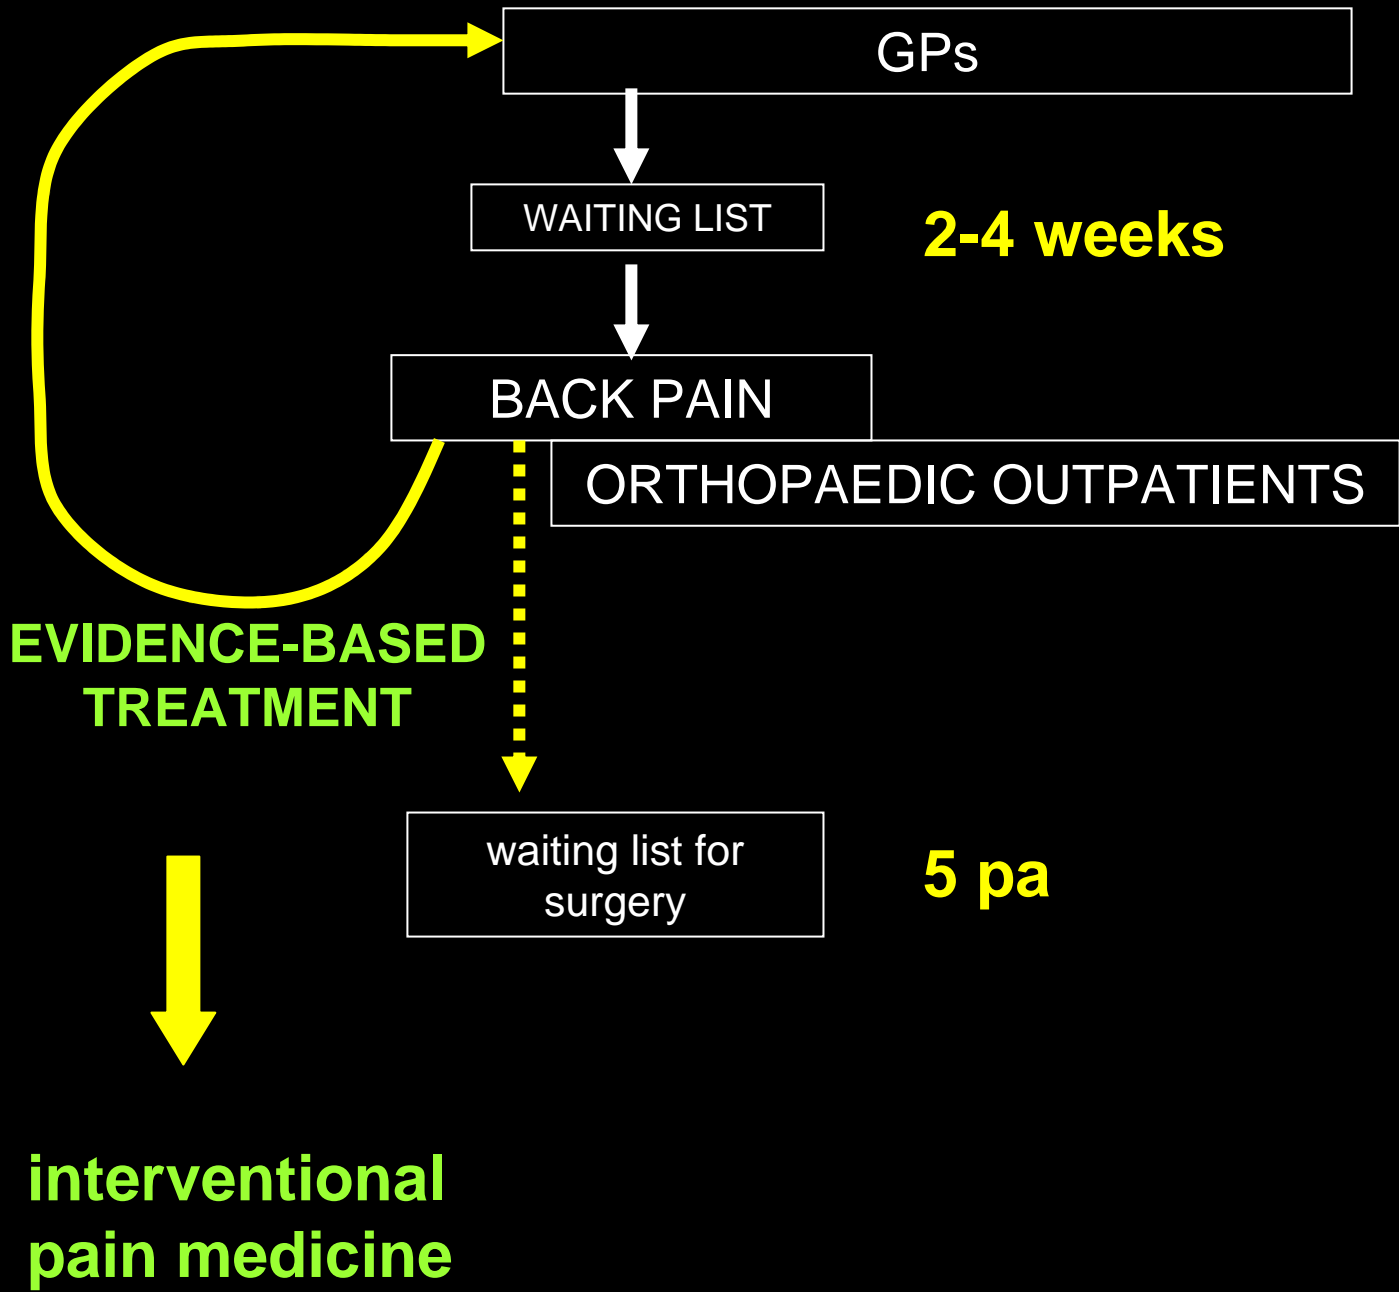 GPs
WAITING LIST
2-4 weeks
BACK PAIN
ORTHOPAEDIC OUTPATIENTS
EVIDENCE-BASED
TREATMENT
waiting list for
surgery
5 pa
interventional
pain medicine